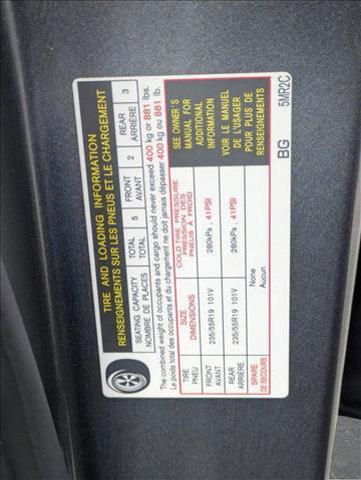 TIRE AND LOADING INFORMATION
RENSEIGNEMENTS SUR LES PNEUS ET LE CHARGEMENT
SEATING CAPACITY TOTAL 5 FRONT 2 REAR 3
NOMBRE DE PLACES TOTAL AVANT ARRIÈRE
The combined weight of occupants and cargo should never exceed 400 kg or 881 lbs.
Le poids total des occupants et du chargement ne doit jamais dépasser 400 kg ou 881 lb.
TIRE SIZE COLD TIRE PRESSURE
PNEU DIMENSIONS PRESSION DES PNEUS À FROID
FRONT 235/55R19 101V 280kPa, 41PSI
AVANT
REAR 235/55R19 101V 280kPa, 41PSI
ARRIÈRE
SPARE None
DE SECOURS Aucun
SEE OWNER'S
MANUAL FOR
ADDITIONAL
INFORMATION
VOIR LE MANUEL
DE L'USAGER
POUR PLUS DE
RENSEIGNEMENTS
BG 5MR2C